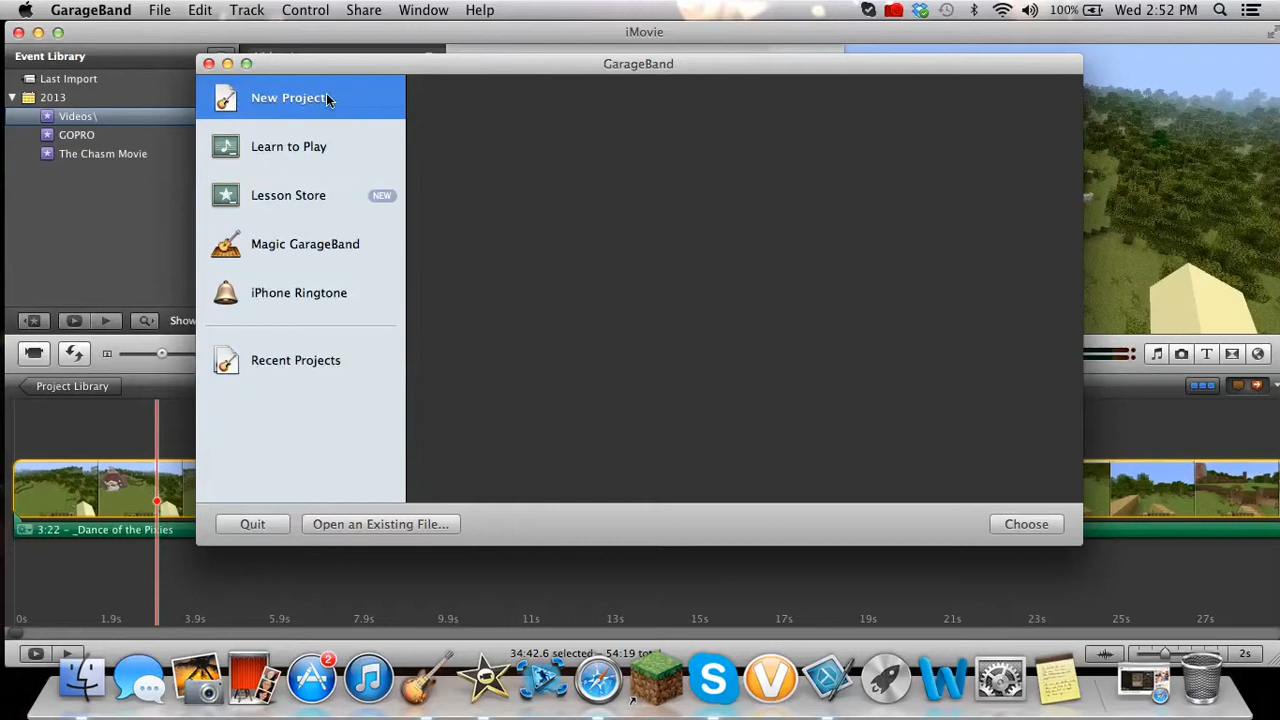 GarageBand File Edit Track Control Share Window Help 100% Wed 2:52 PM
iMovie
Event Library
Last Import
2013
Videos\
GOPRO
The Chasm Movie
Show
Project Library
GarageBand
New Project
Learn to Play
Lesson Store NEW
Magic GarageBand
iPhone Ringtone
Recent Projects
Quit Open an Existing File... Choose
3:22 - _Dance of the Pixies
0s 1.9s 3.9s 5.9s 7.9s 9.9s 11s 13s 15s 17s 19s 21s 23s 25s 27s
34:42.6 selected - 54:19 total 2s
2